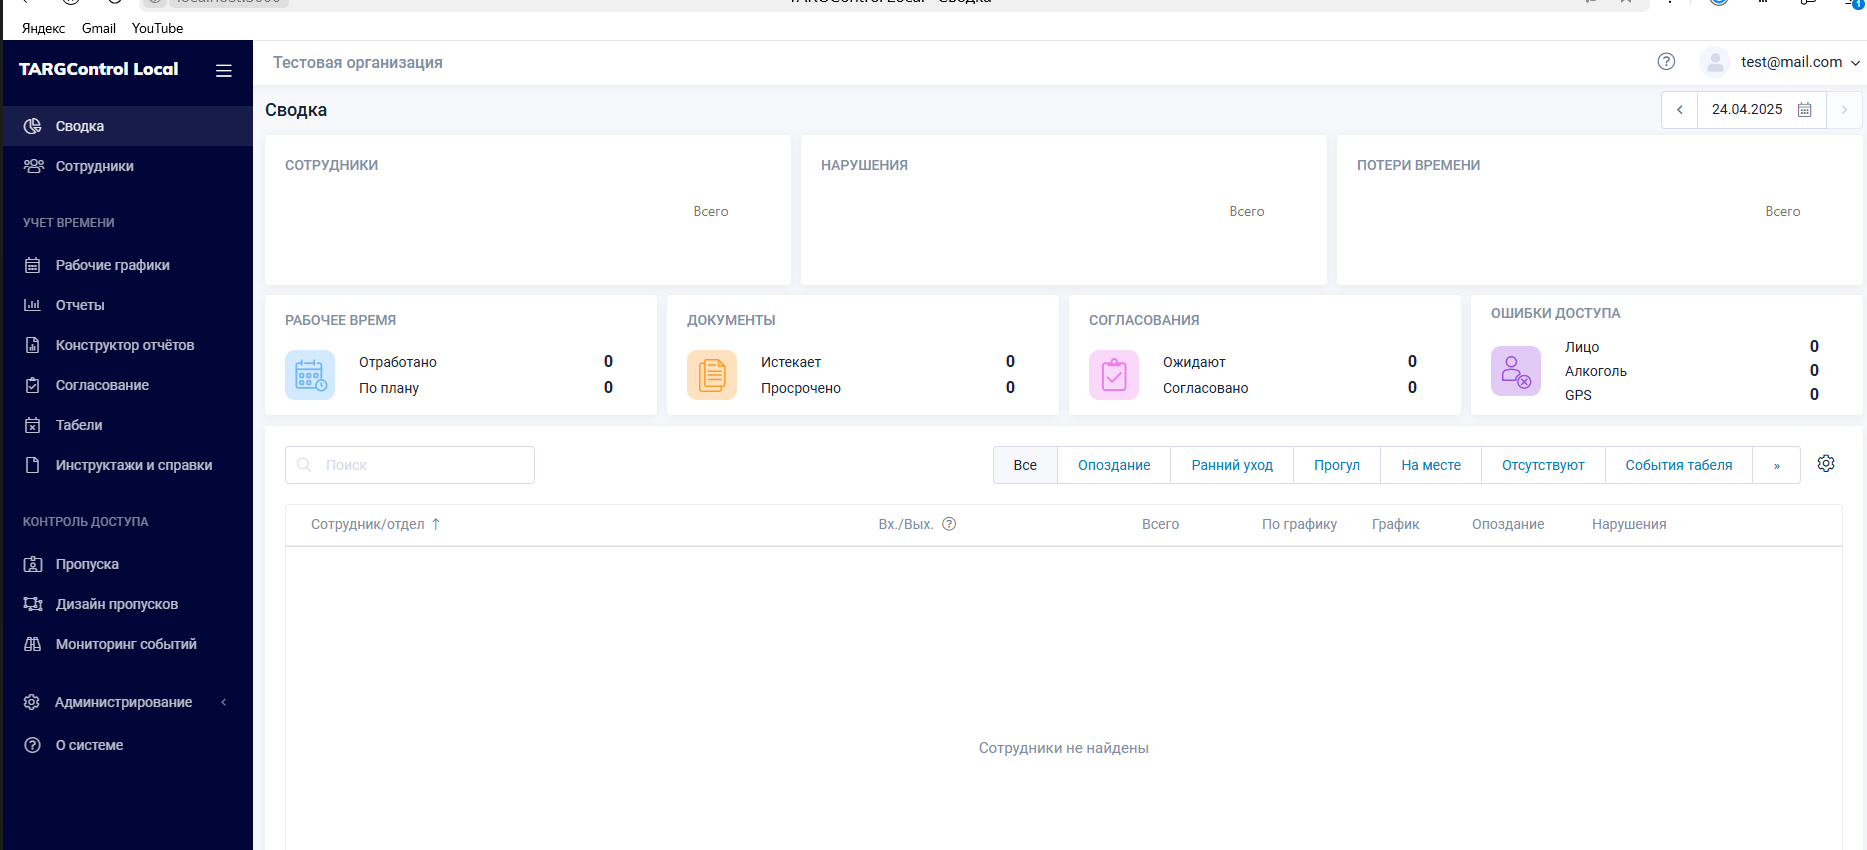 Яндекс Gmail YouTube
TARGControl Local
Сводка
Сотрудники
УЧЕТ ВРЕМЕНИ
Рабочие графики
Отчеты
Конструктор отчётов
Согласование
Табели
Инструктажи и справки
КОНТРОЛЬ ДОСТУПА
Пропуска
Дизайн пропусков
Мониторинг событий
Администрирование
О системе
Тестовая организация
test@mail.com
Сводка
24.04.2025
СОТРУДНИКИ
Всего
НАРУШЕНИЯ
Всего
ПОТЕРИ ВРЕМЕНИ
Всего
РАБОЧЕЕ ВРЕМЯ
Отработано 0
По плану 0
ДОКУМЕНТЫ
Истекает 0
Просрочено 0
СОГЛАСОВАНИЯ
Ожидают 0
Согласовано 0
ОШИБКИ ДОСТУПА
Лицо 0
Алкоголь 0
GPS 0
Поиск
Все Опоздание Ранний уход Прогул На месте Отсутствуют События табеля »
Сотрудник/отдел ↑ Вх./Вых. Всего По графику График Опоздание Нарушения
Сотрудники не найдены